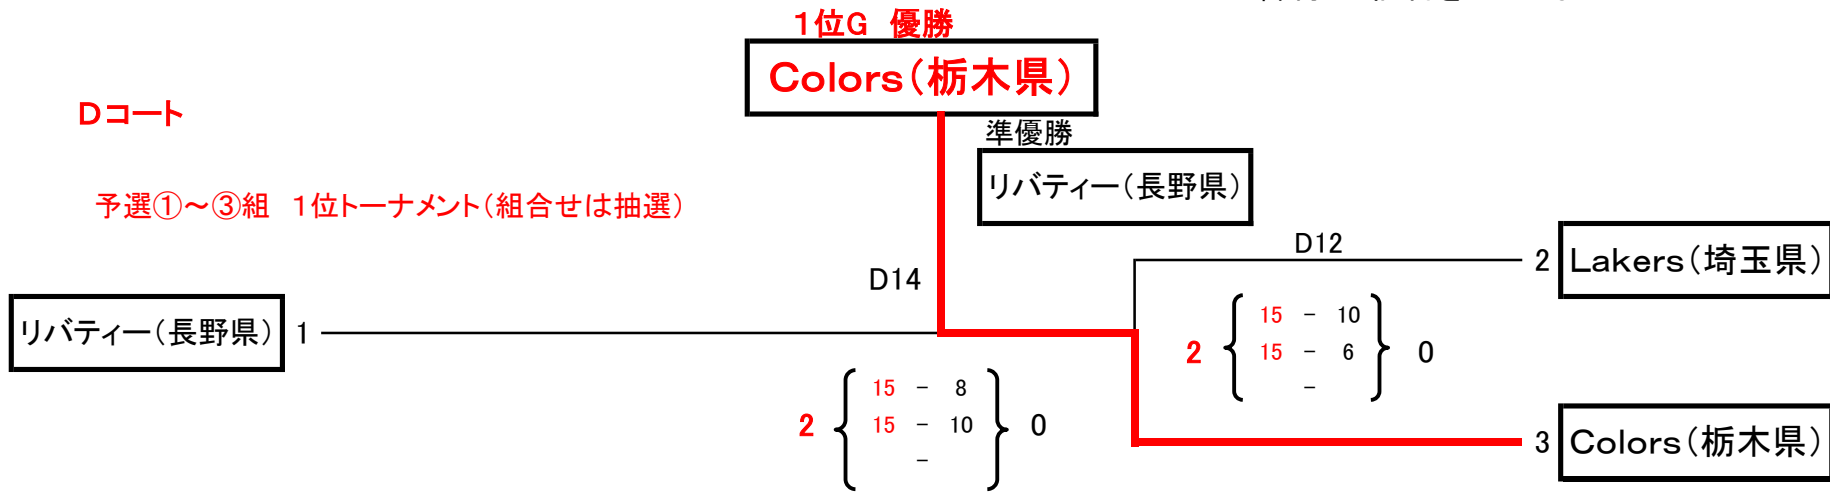 1位G 優勝
Colors(栃木県)
Dコート
準優勝
リバティー(長野県)
予選①～③組 1位トーナメント(組合せは抽選)
D12
2 Lakers(埼玉県)
D14
リバティー(長野県) 1
15 - 10
2 15 - 6 0
-
15 - 8
2 15 - 10 0
-
3 Colors(栃木県)